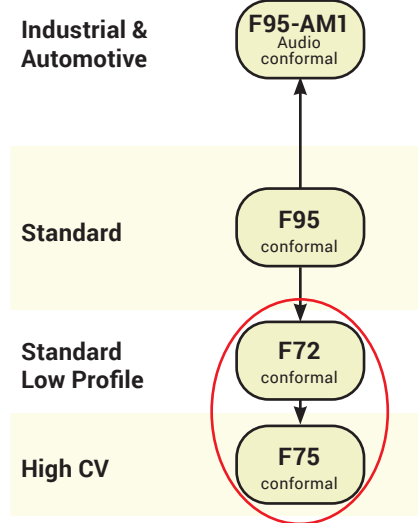 Industrial &
Automotive
F95-AM1
Audio
conformal
Standard
F95
conformal
Standard
Low Profile
F72
conformal
High CV
F75
conformal